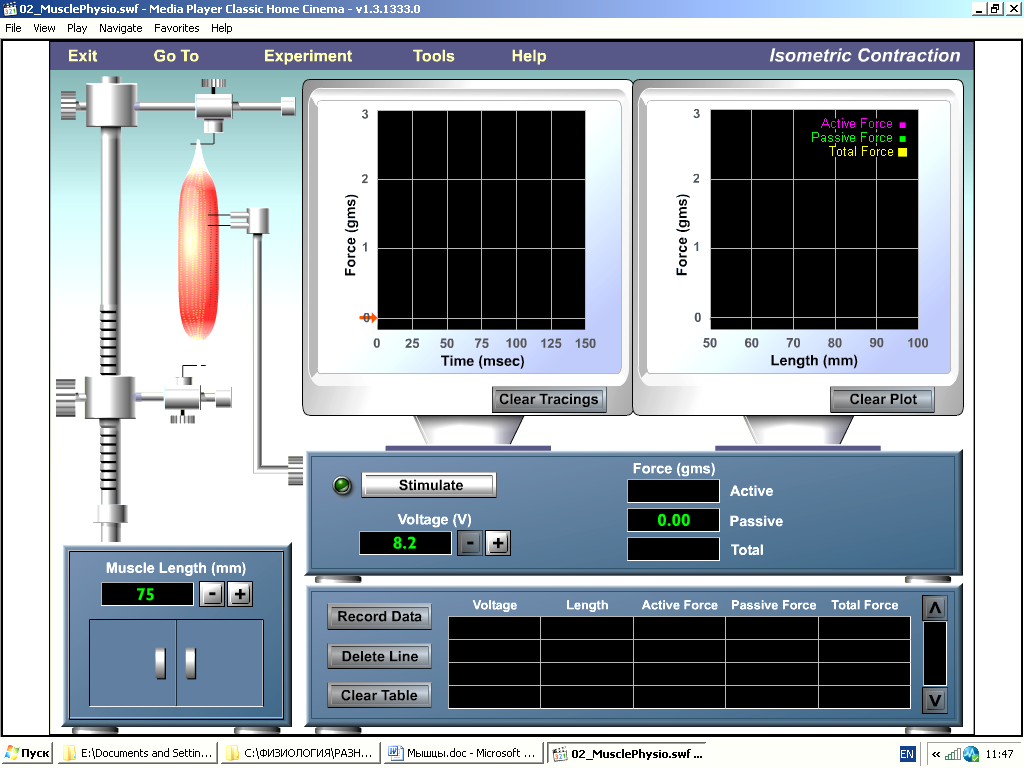 02_MusclePhysio.swf - Media Player Classic Home Cinema - v1.3.1333.0
File View Play Navigate Favorites Help
Exit Go To Experiment Tools Help Isometric Contraction
3
2
1
0
Force (gms)
0 25 50 75 100 125 150
Time (msec)
Clear Tracings
Active Force
Passive Force
Total Force
3
2
1
0
Force (gms)
50 60 70 80 90 100
Length (mm)
Clear Plot
Stimulate
Voltage (V)
8.2 - +
Force (gms)
Active
0.00 Passive
Total
Muscle Length (mm)
75 - +
Record Data
Delete Line
Clear Table
Voltage Length Active Force Passive Force Total Force
Пуск E:\Documents and Settin... C:\ФИЗИОЛОГИЯ\РАЗН... Мышцы.doc - Microsoft ... 02_MusclePhysio.swf ... EN « 11:47